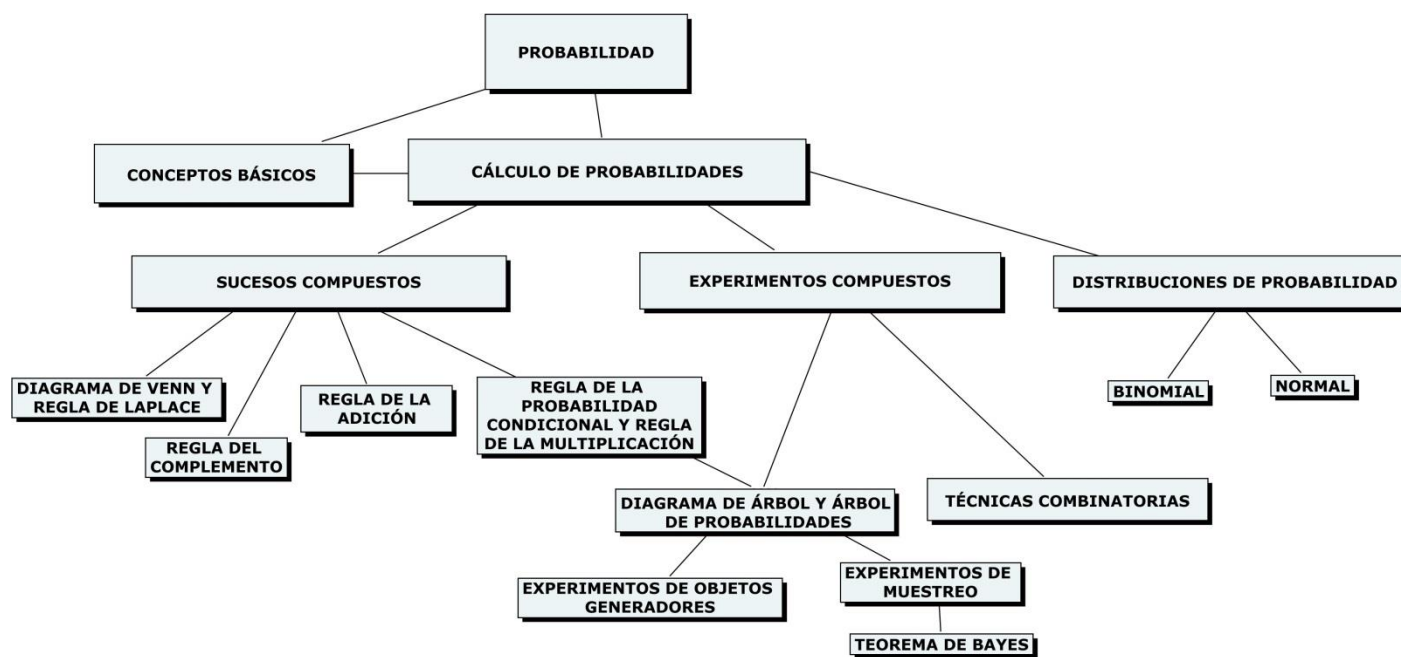 PROBABILIDAD
CONCEPTOS BÁSICOS
CÁLCULO DE PROBABILIDADES
SUCESOS COMPUESTOS
EXPERIMENTOS COMPUESTOS
DISTRIBUCIONES DE PROBABILIDAD
DIAGRAMA DE VENN Y
REGLA DE LAPLACE
REGLA DEL
COMPLEMENTO
REGLA DE LA
ADICIÓN
REGLA DE LA
PROBABILIDAD
CONDICIONAL Y REGLA
DE LA MULTIPLICACIÓN
BINOMIAL
NORMAL
DIAGRAMA DE ÁRBOL Y ÁRBOL
DE PROBABILIDADES
TÉCNICAS COMBINATORIAS
EXPERIMENTOS DE OBJETOS
GENERADORES
EXPERIMENTOS DE
MUESTREO
TEOREMA DE BAYES